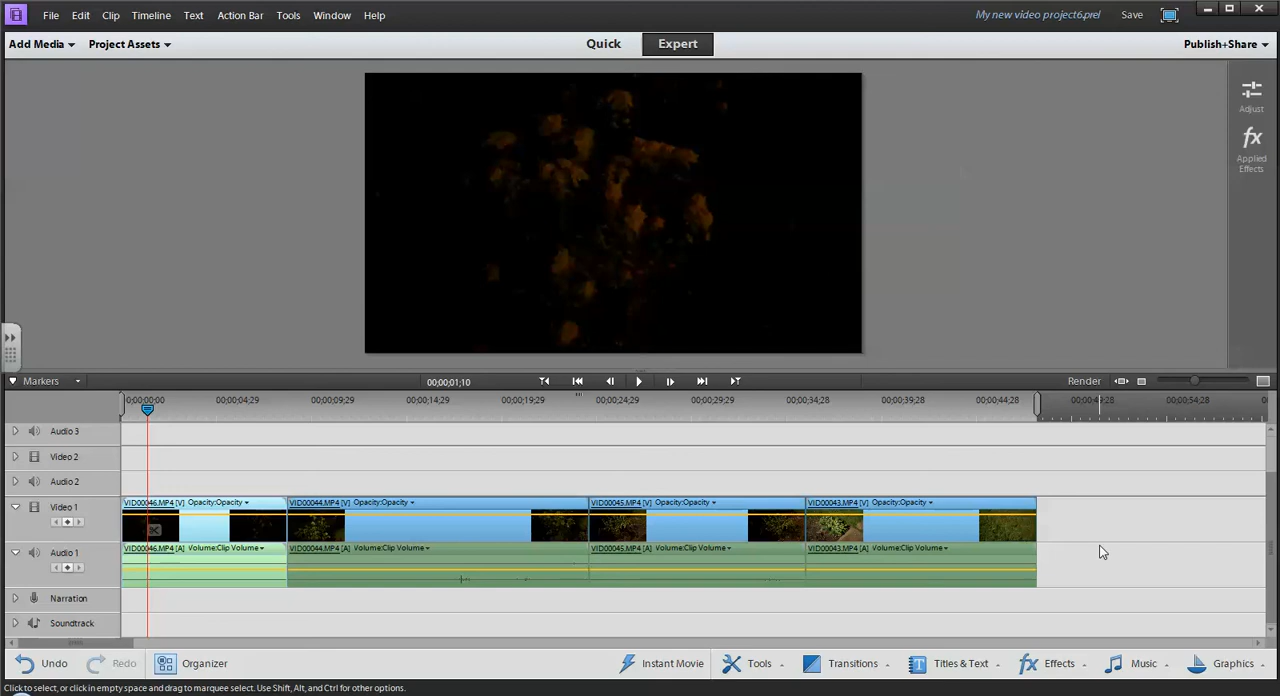 File Edit Clip Timeline Text Action Bar Tools Window Help My new video project6.prel Save
Add Media Project Assets Quick Expert Publish+Share
Adjust
fx
Applied
Effects
Markers 00;00;01;10 Render
0;00;00;00 00;00;04;29 00;00;09;29 00;00;14;29 00;00;19;29 00;00;24;29 00;00;29;29 00;00;34;28 00;00;39;28 00;00;44;28 00;00;54;28
Audio 3
Video 2
Audio 2
Video 1 VID00046.MP4 [V] Opacity:Opacity VID00044.MP4 [V] Opacity:Opacity VID00045.MP4 [V] Opacity:Opacity VID00043.MP4 [V] Opacity:Opacity
Audio 1 VID00046.MP4 [A] Volume:Clip Volume VID00044.MP4 [A] Volume:Clip Volume VID00045.MP4 [A] Volume:Clip Volume VID00043.MP4 [A] Volume:Clip Volume
Narration
Soundtrack
Undo Redo Organizer Instant Movie Tools Transitions T Titles & Text fx Effects Music Graphics
Click to select, or click in empty space and drag to marquee select. Use Shift, Alt, and Ctrl for other options.